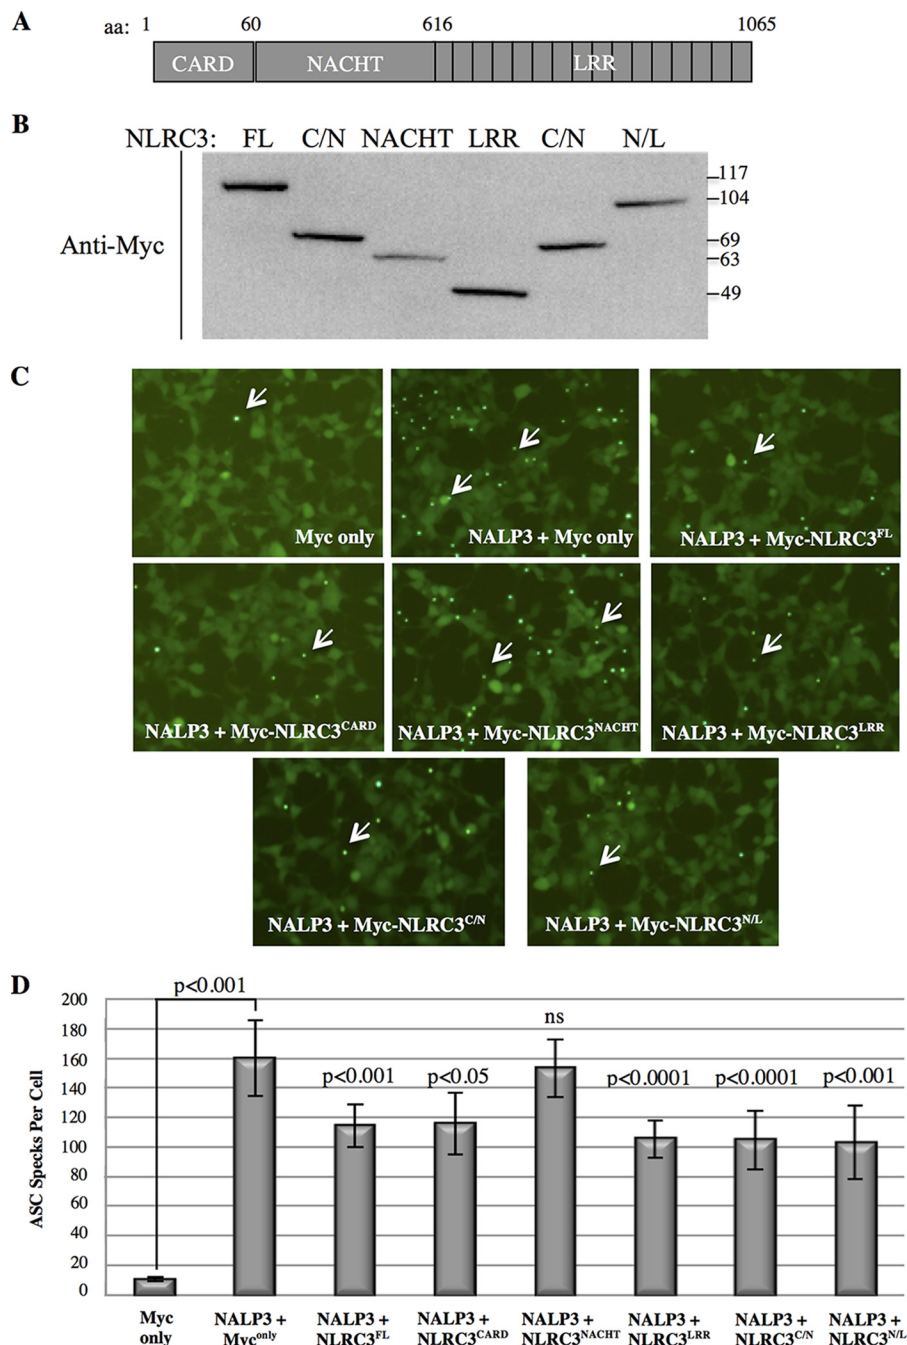 A
aa: 1 60 616 1065
CARD NACHT LRR
B
NLRC3: FL C/N NACHT LRR C/N N/L
Anti-Myc
117
104
69
63
49
C
Myc only
NALP3 + Myc only
NALP3 + Myc-NLRC3FL
NALP3 + Myc-NLRC3CARD
NALP3 + Myc-NLRC3NACHT
NALP3 + Myc-NLRC3LRR
NALP3 + Myc-NLRC3C/N
NALP3 + Myc-NLRC3N/L
D
ASC Specks Per Cell
200
180
160
140
120
100
80
60
40
20
0
p<0.001
p<0.001
p<0.05
ns
p<0.0001
p<0.0001
p<0.001
Myc only
NALP3 + Myconly
NALP3 + NLRC3FL
NALP3 + NLRC3CARD
NALP3 + NLRC3NACHT
NALP3 + NLRC3LRR
NALP3 + NLRC3C/N
NALP3 + NLRC3N/L